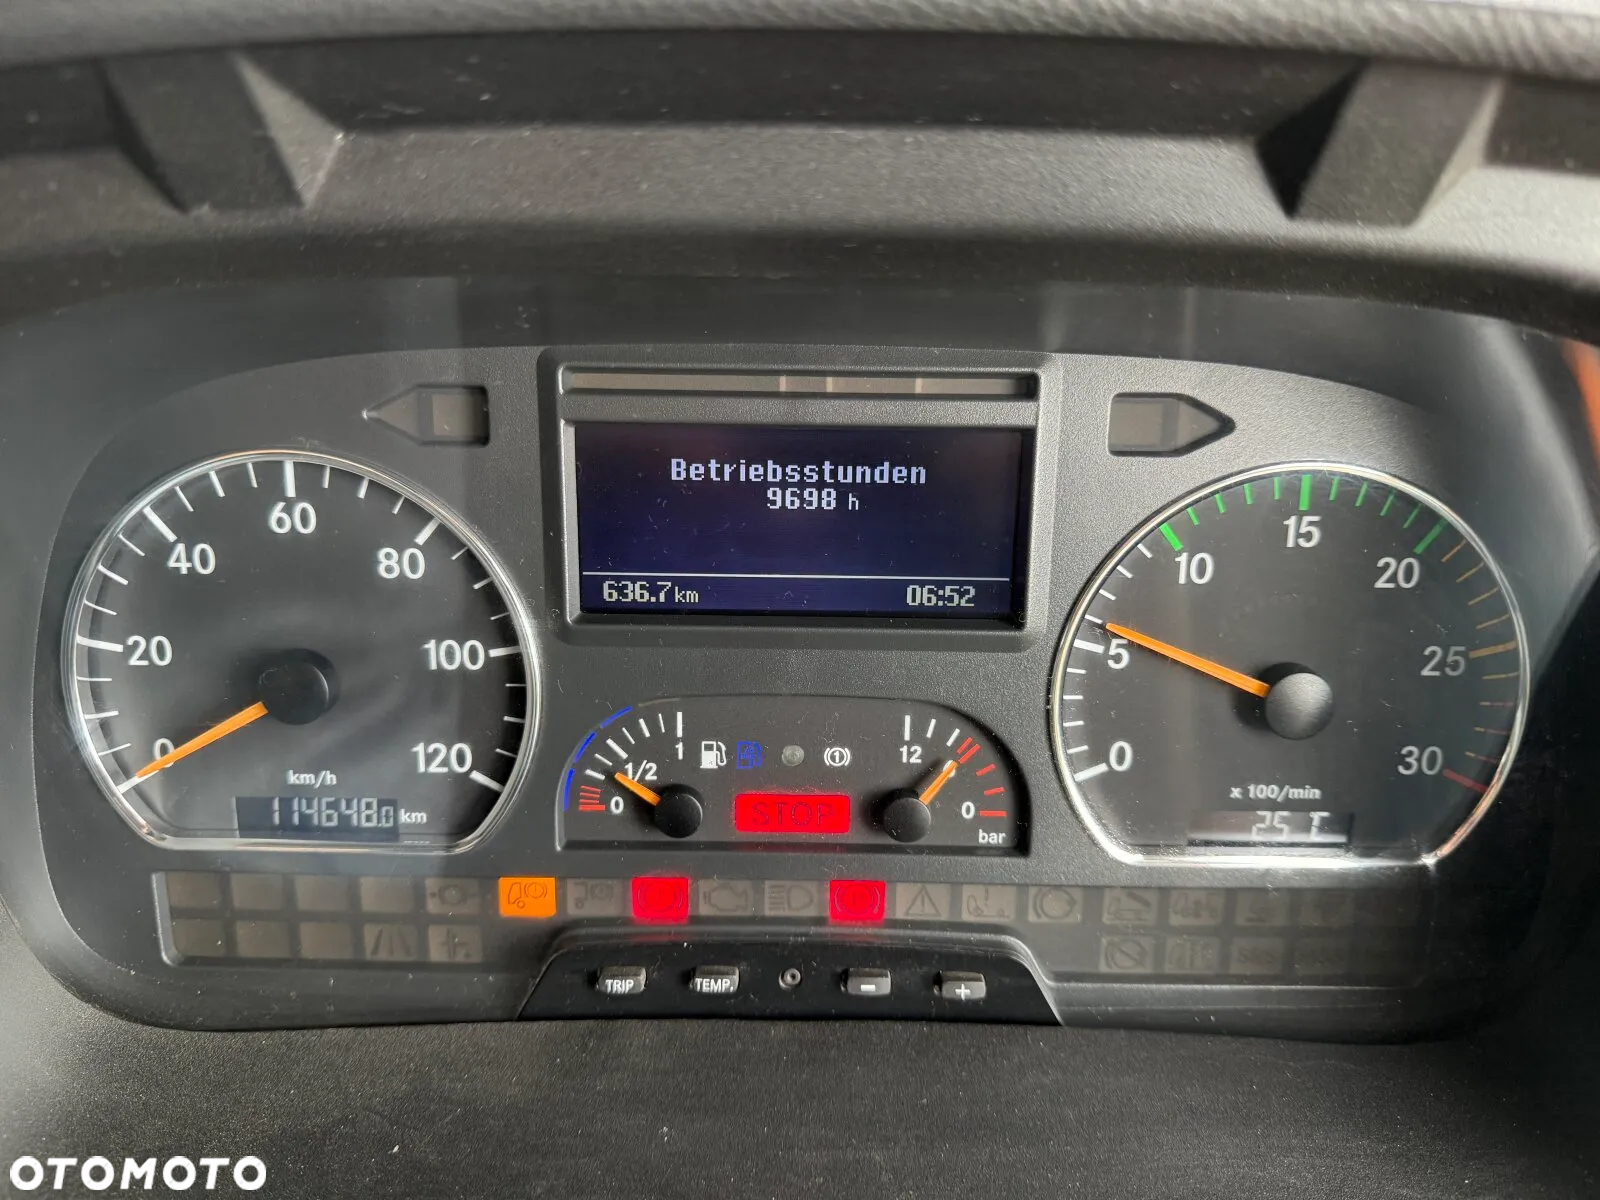 Betriebsstunden
9698 h
636.7 km
06:52
0
20
40
60
80
100
120
km/h
114648.0 km
0
1/2
1
STOP
12
0
bar
0
5
10
15
20
25
30
x 100/min
TRIP
TEMP.
-
+
OTOMOTO